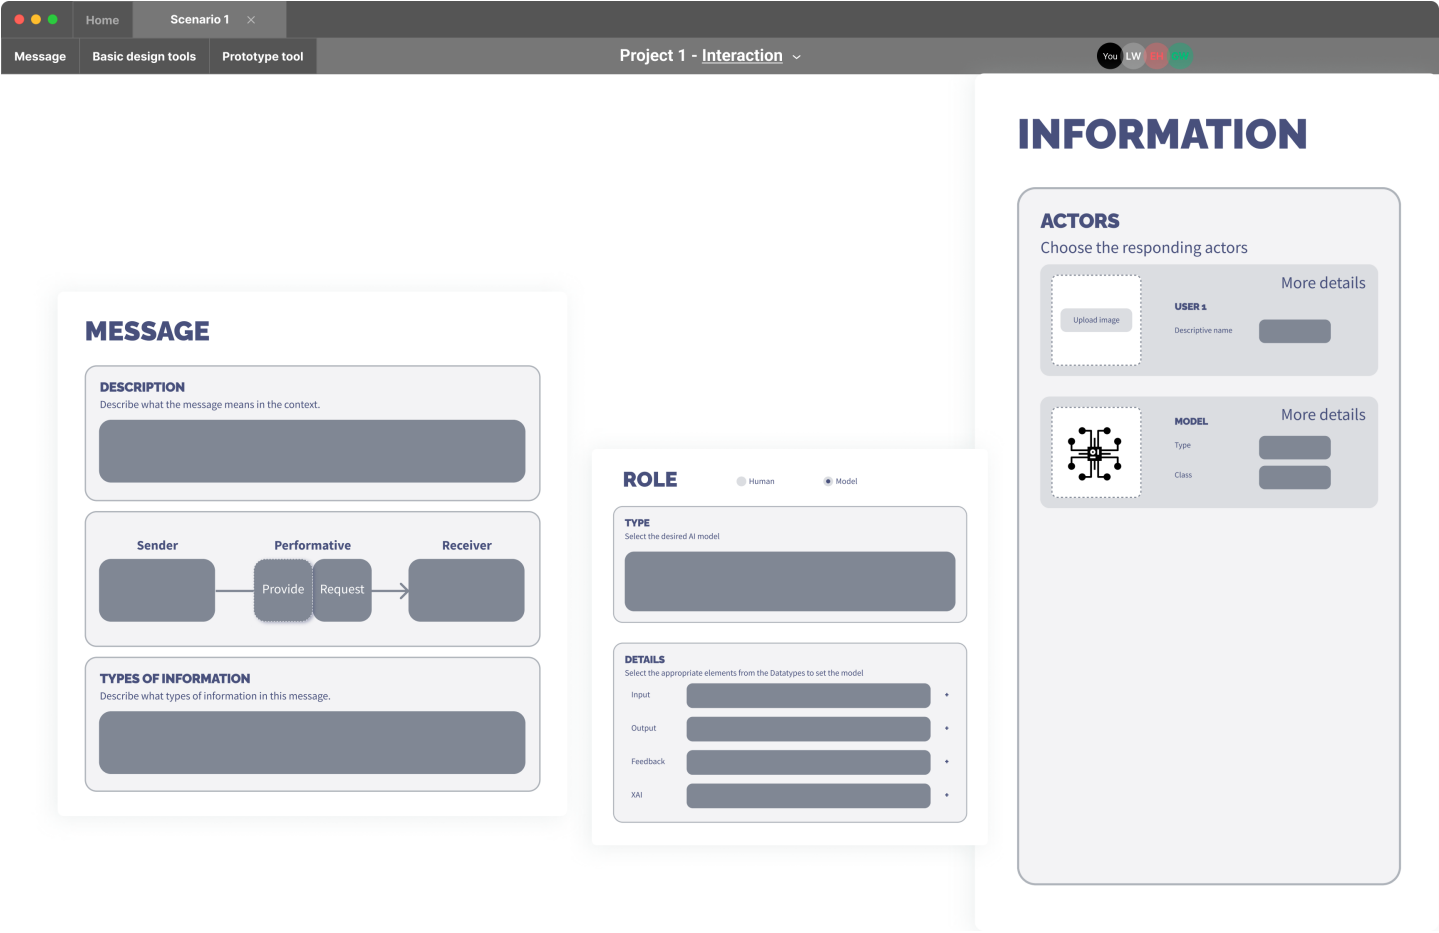 Home
Scenario 1
Message
Basic design tools
Prototype tool
Project 1 - Interaction
You
LW
INFORMATION
ACTORS
Choose the responding actors
More details
USER 1
Upload image
Descriptive name
More details
MODEL
Type
Class
MESSAGE
DESCRIPTION
Describe what the message means in the context.
Sender
Performative
Receiver
Provide
Request
TYPES OF INFORMATION
Describe what types of information in this message.
ROLE
Human
Model
TYPE
Select the desired AI model
DETAILS
Select the appropriate elements from the Datatypes to set the model
Input
+
Output
+
Feedback
+
XAI
+